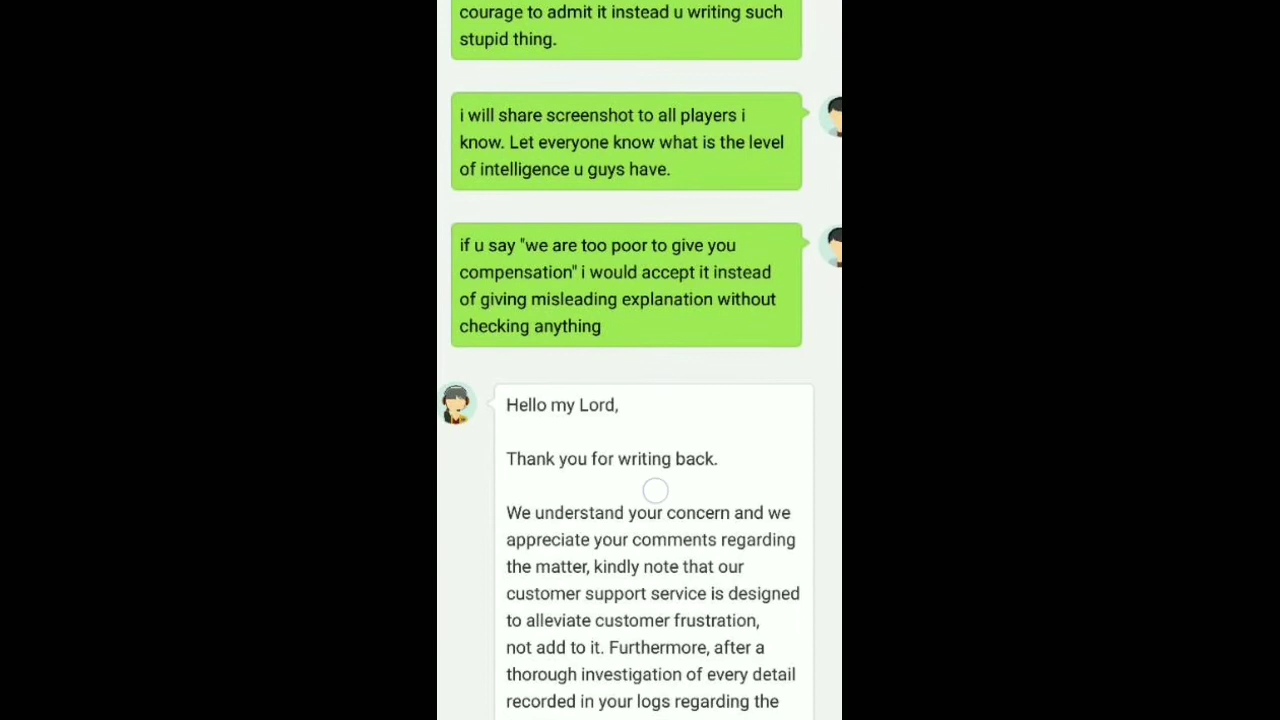 courage to admit it instead u writing such
stupid thing.
i will share screenshot to all players i
know. Let everyone know what is the level
of intelligence u guys have.
if u say "we are too poor to give you
compensation" i would accept it instead
of giving misleading explanation without
checking anything
Hello my Lord,
Thank you for writing back.
We understand your concern and we
appreciate your comments regarding
the matter, kindly note that our
customer support service is designed
to alleviate customer frustration,
not add to it. Furthermore, after a
thorough investigation of every detail
recorded in your logs regarding the